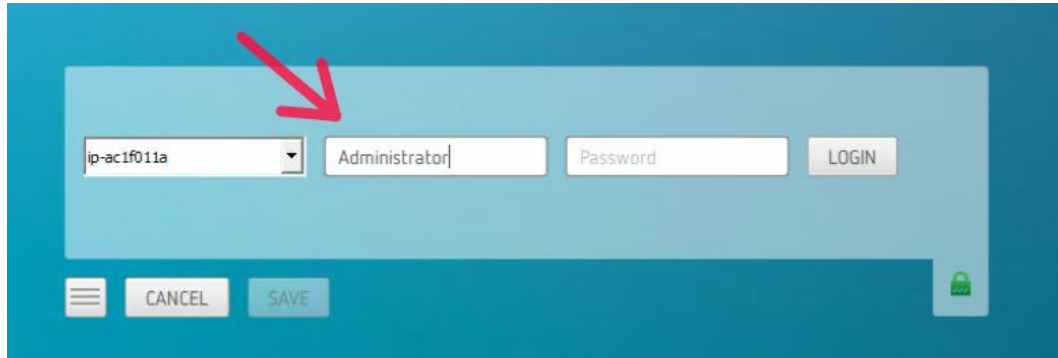 ip-ac1f011a Administrator Password LOGIN
CANCEL SAVE